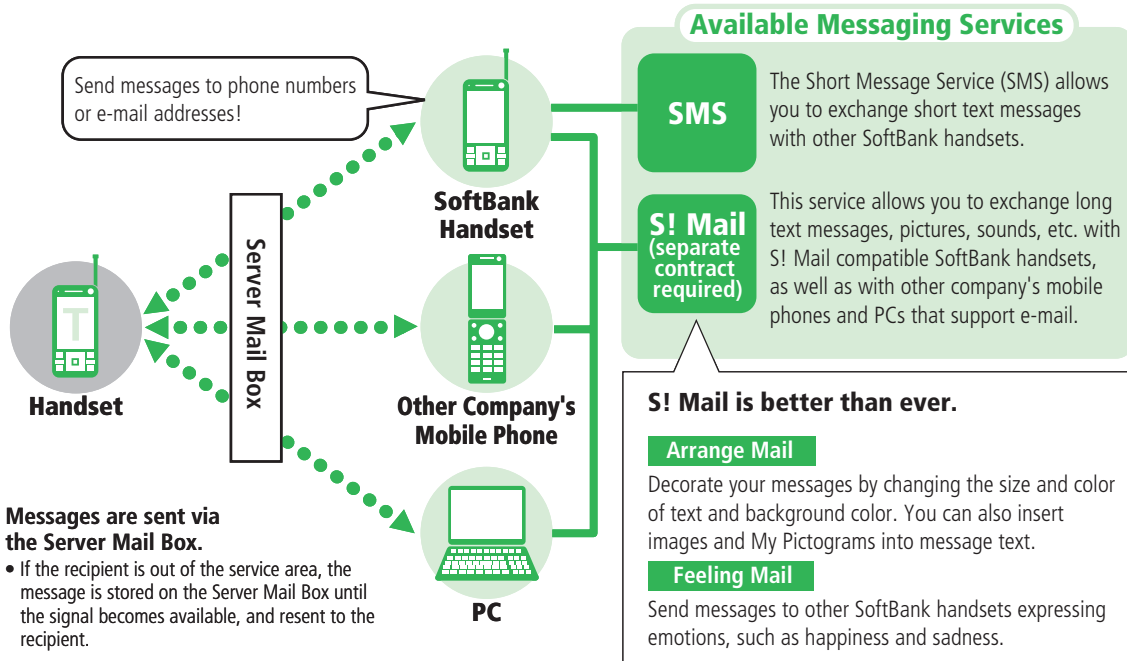 Available Messaging Services
Send messages to phone numbers
or e-mail addresses!
SMS
The Short Message Service (SMS) allows
you to exchange short text messages
with other SoftBank handsets.
SoftBank
Handset
S! Mail
(separate
contract
required)
This service allows you to exchange long
text messages, pictures, sounds, etc. with
S! Mail compatible SoftBank handsets,
as well as with other company's mobile
phones and PCs that support e-mail.
Server Mail Box
T
Handset
Other Company's
Mobile Phone
PC
Messages are sent via
the Server Mail Box.
• If the recipient is out of the service area, the
message is stored on the Server Mail Box until
the signal becomes available, and resent to the
recipient.
S! Mail is better than ever.
Arrange Mail
Decorate your messages by changing the size and color
of text and background color. You can also insert
images and My Pictograms into message text.
Feeling Mail
Send messages to other SoftBank handsets expressing
emotions, such as happiness and sadness.